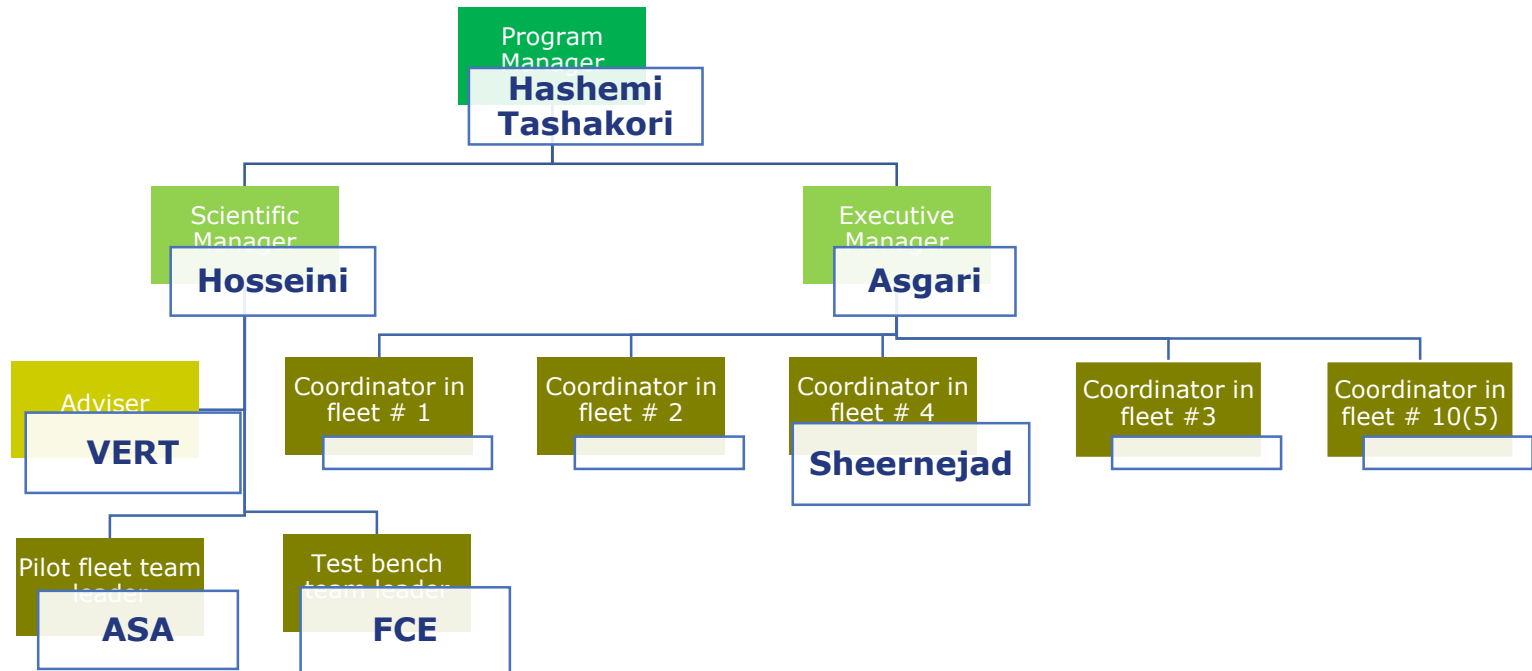 Program
Manager
Hashemi
Tashakori
Scientific
Manager
Hosseini
Executive
Manager
Asgari
Adviser
VERT
Coordinator in
fleet # 1
Coordinator in
fleet # 2
Coordinator in
fleet # 4
Sheernejad
Coordinator in
fleet #3
Coordinator in
fleet # 10(5)
Pilot fleet team
leader
ASA
Test bench
team leader
FCE